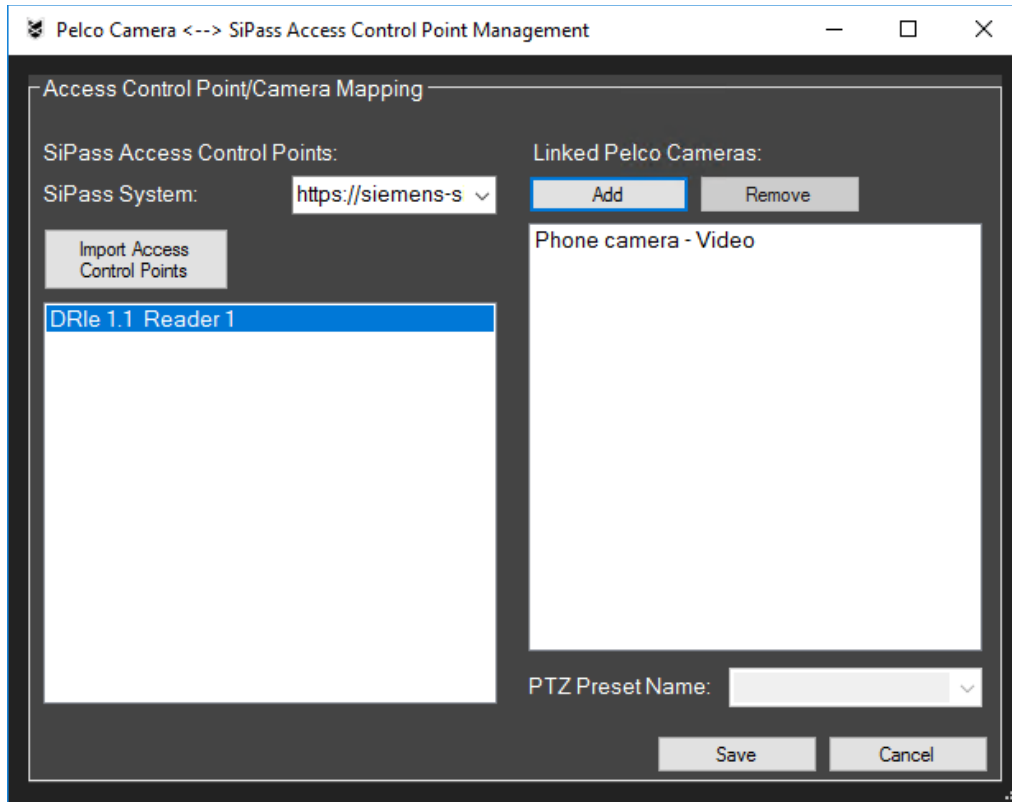 Pelco Camera <--> SiPass Access Control Point Management
Access Control Point/Camera Mapping
SiPass Access Control Points:
SiPass System:
https://siemens-s
Import Access
Control Points
DRIe 1.1 Reader 1
Linked Pelco Cameras:
Add
Remove
Phone camera - Video
PTZ Preset Name:
Save
Cancel